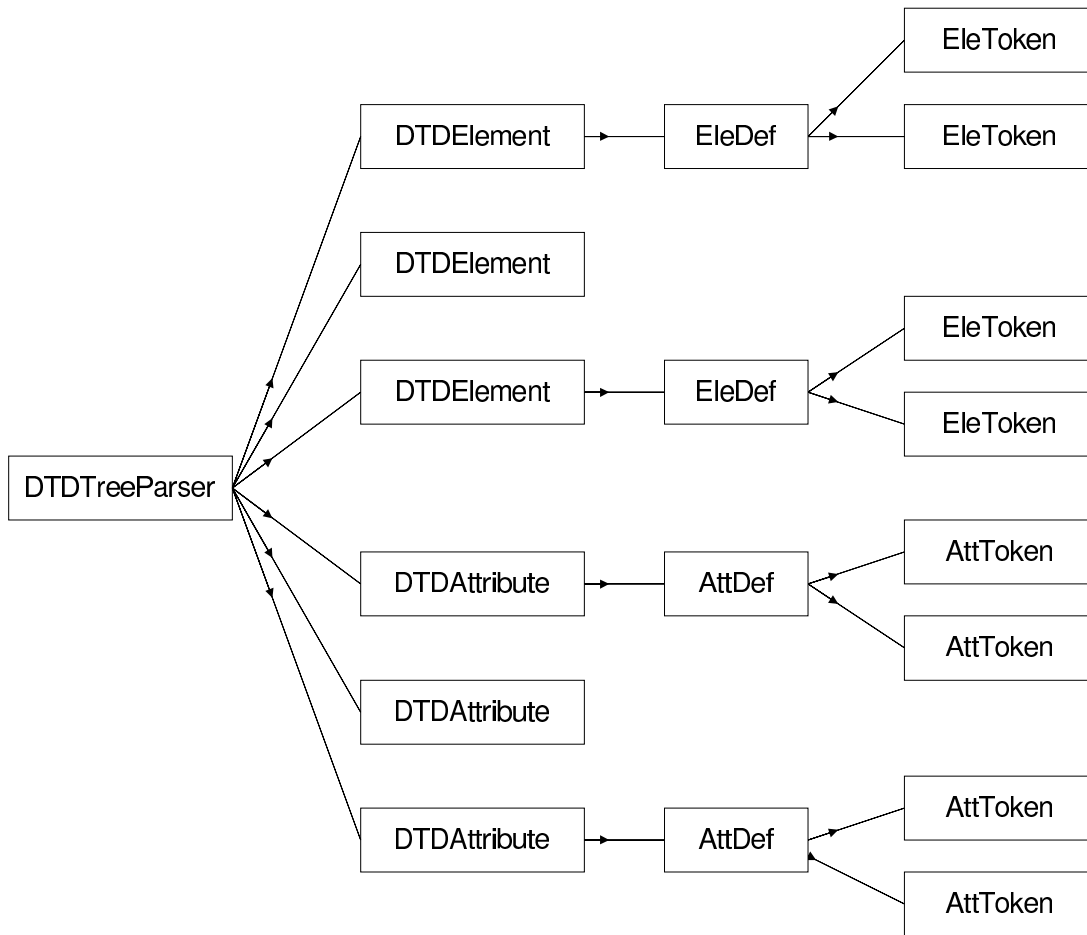 EleToken
DTDElement
EleDef
EleToken
DTDElement
EleToken
DTDElement
EleDef
EleToken
DTDTreeParser
AttToken
DTDAttribute
AttDef
AttToken
DTDAttribute
AttToken
DTDAttribute
AttDef
AttToken